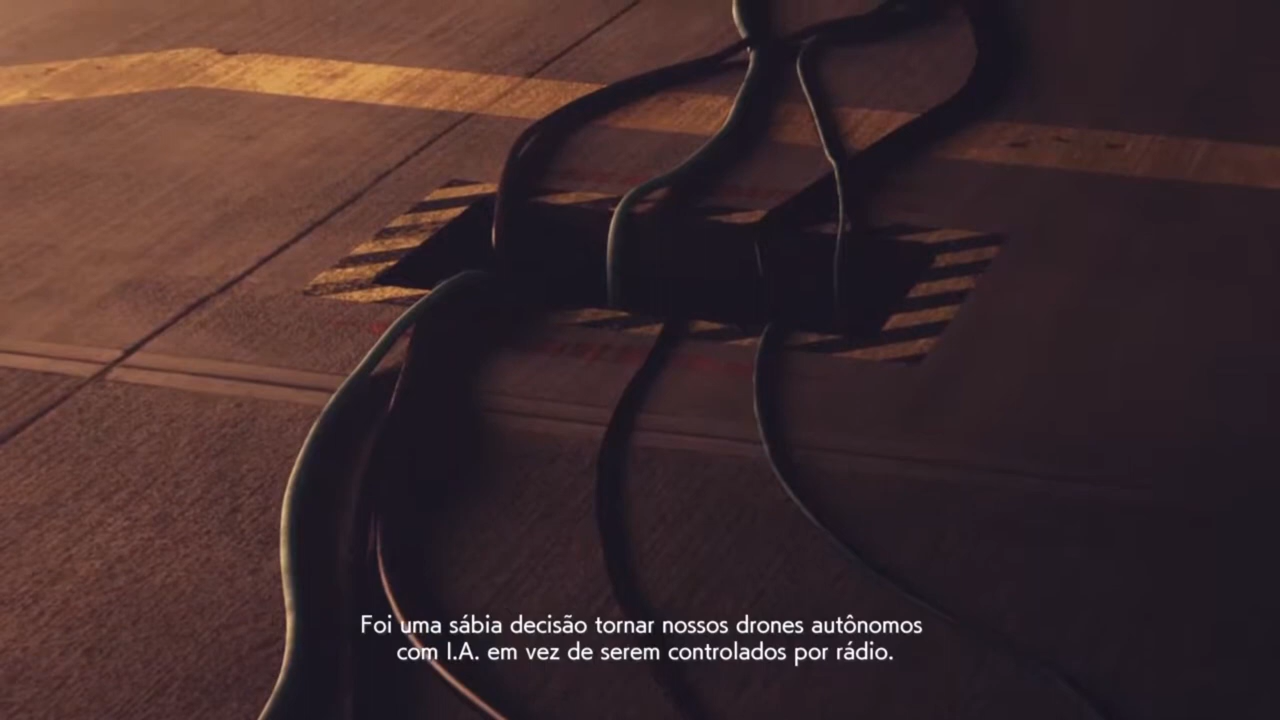 Foi uma sábia decisão tornar nossos drones autônomos
com I.A. em vez de serem controlados por rádio.